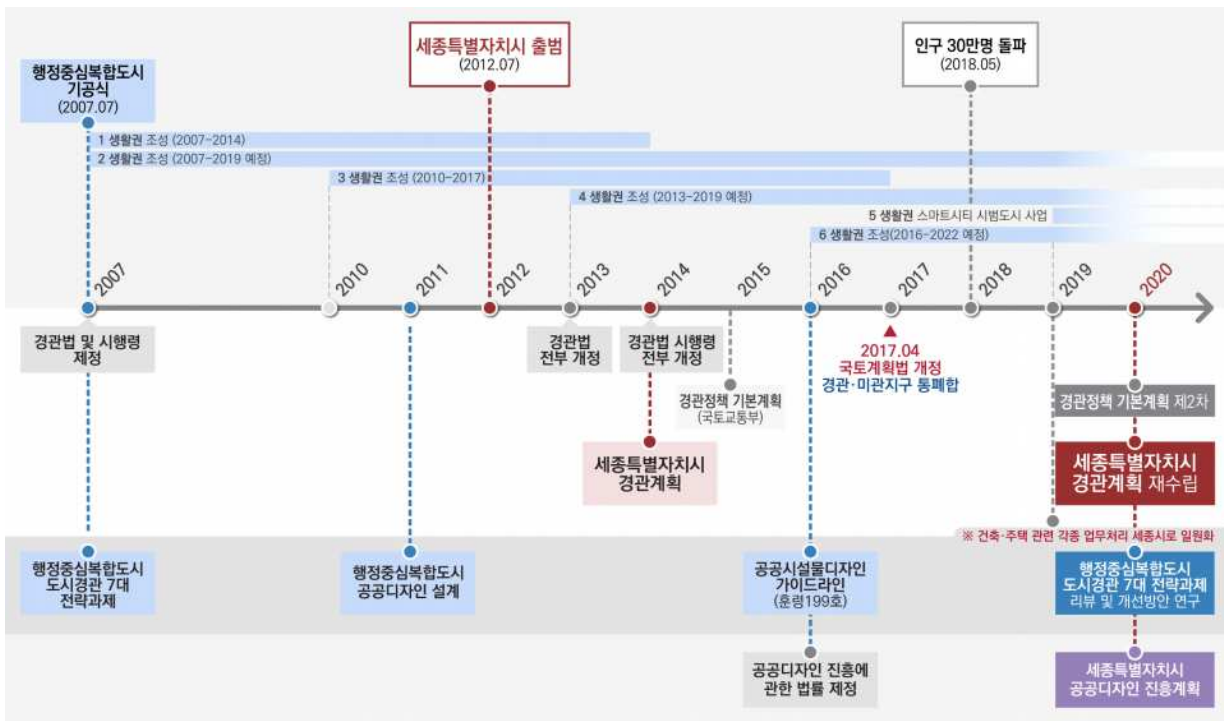 세종특별자치시 출범
(2012.07)
인구 30만명 돌파
(2018.05)
행정중심복합도시
기공식
(2007.07)
1 생활권 조성 (2007-2014)
2 생활권 조성 (2007-2019 예정)
3 생활권 조성 (2010-2017)
4 생활권 조성 (2013-2019 예정)
5 생활권 스마트시티 시범도시 사업
6 생활권 조성(2016-2022 예정)
2007
2010
2011
2012
2013
2014
2015
2016
2017
2018
2019
2020
경관법 및 시행령
제정
경관법
전부 개정
경관법 시행령
전부 개정
2017.04
국토계획법 개정
경관·미관지구 통폐합
경관정책 기본계획
(국토교통부)
경관정책 기본계획 제2차
세종특별자치시
경관계획
세종특별자치시
경관계획 재수립
※ 건축·주택 관련 각종 업무처리 세종시로 일원화
행정중심복합도시
도시경관 7대
전략과제
행정중심복합도시
공공디자인 설계
공공시설물디자인
가이드라인
(훈령199호)
행정중심복합도시
도시경관 7대 전략과제
리뷰 및 개선방안 연구
공공디자인 진흥에
관한 법률 제정
세종특별자치시
공공디자인 진흥계획